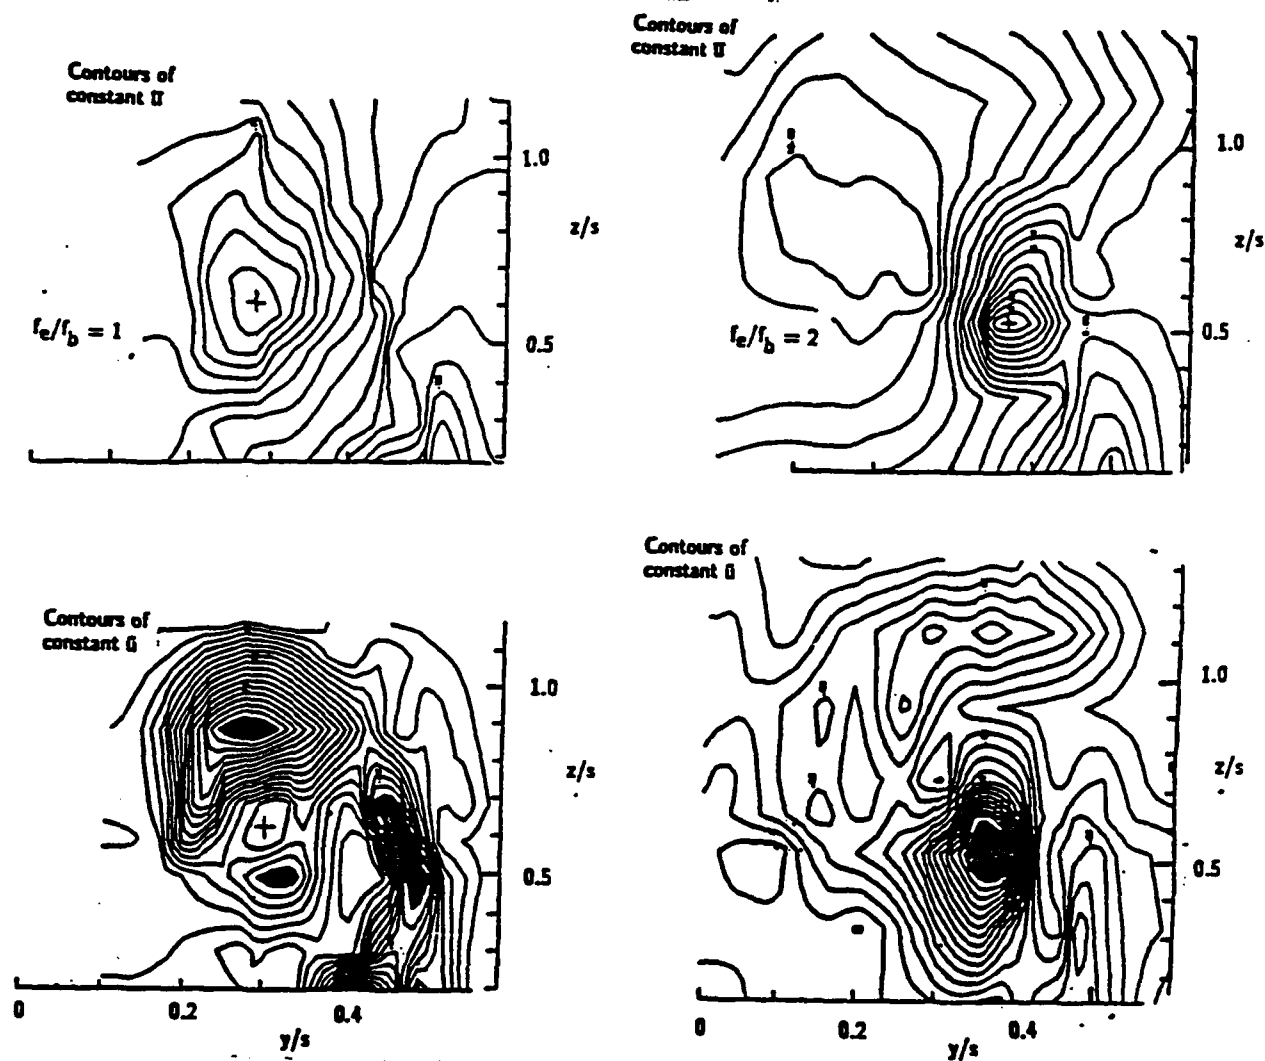 Contours of
constant Π
1.0
z/s
f_e/f_b = 1
0.5
Contours of
constant Π
1.0
z/s
f_e/f_b = 2
0.5
Contours of
constant ū
1.0
z/s
0.5
0
0.2
0.4
y/s
Contours of
constant ū
1.0
z/s
0.5
0
0.2
0.4
y/s